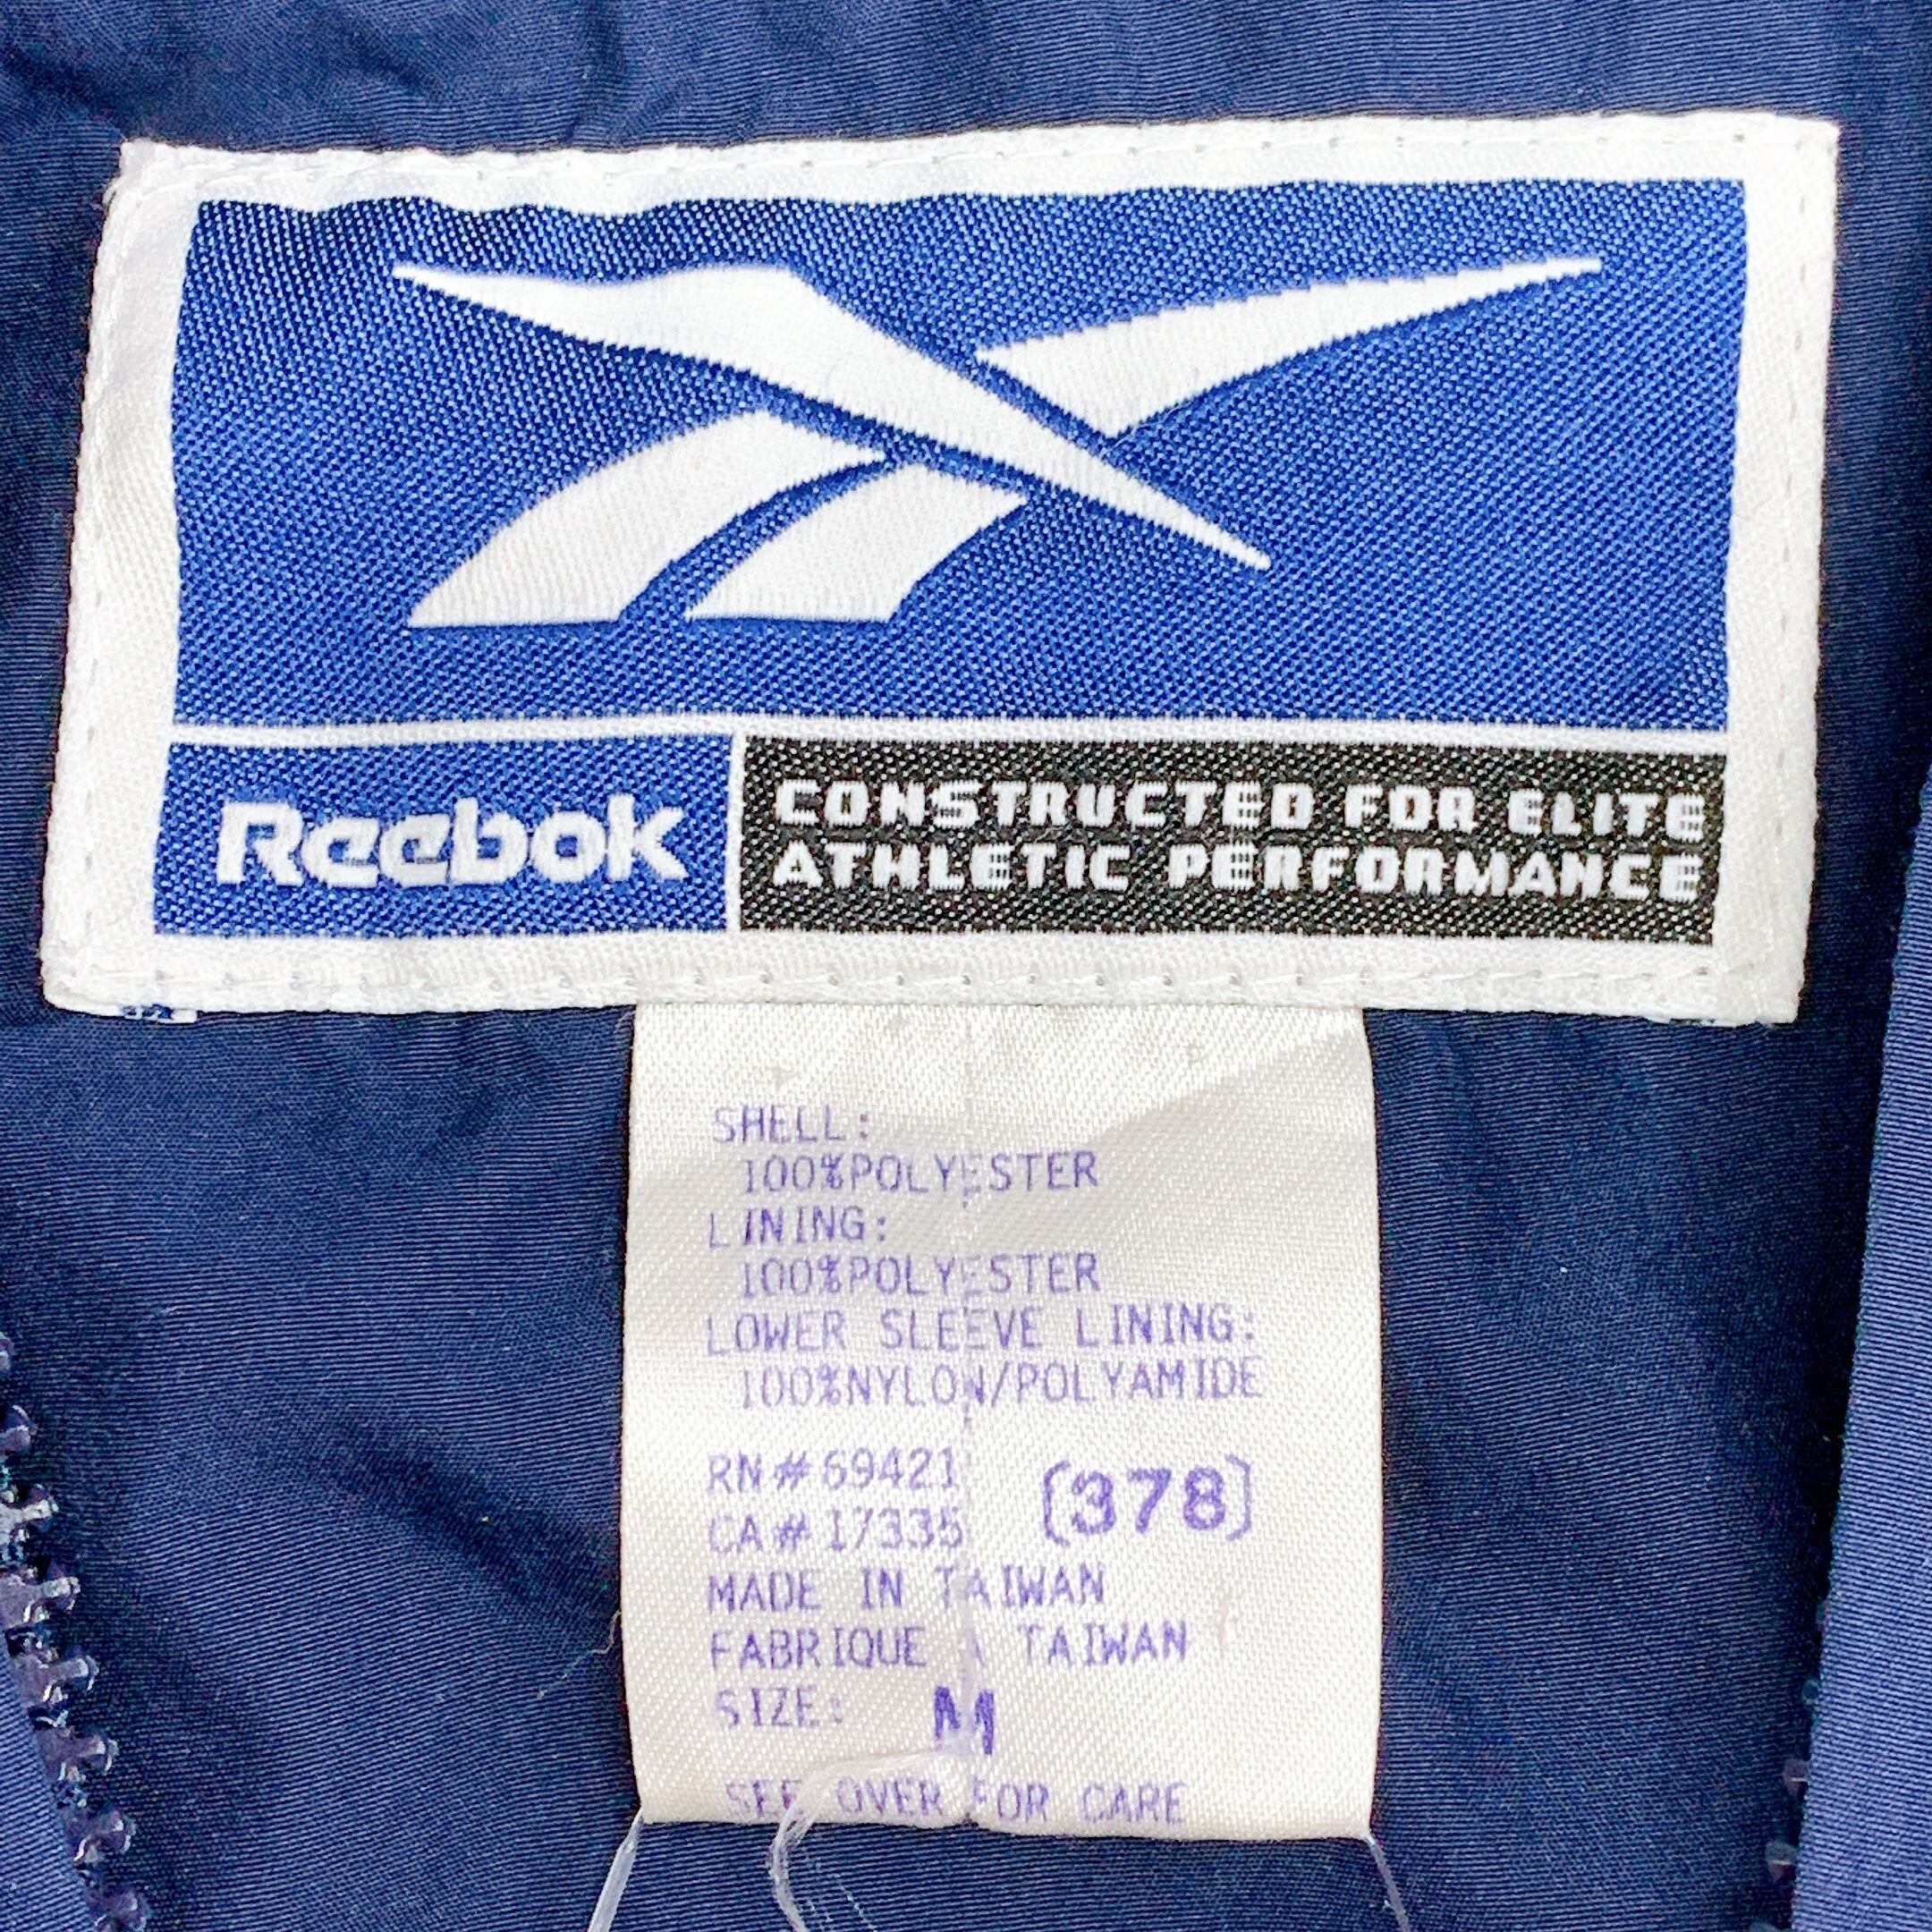 Reebok
CONSTRUCTED FOR ELITE
ATHLETIC PERFORMANCE
SHELL:
100%POLYESTER
LINING:
100%POLYESTER
LOWER SLEEVE LINING:
100%NYLON/POLYAMIDE
RN#69421
CA#17335 (378)
MADE IN TAIWAN
FABRIQUE A TAIWAN
SIZE: M
SEE OVER FOR CARE